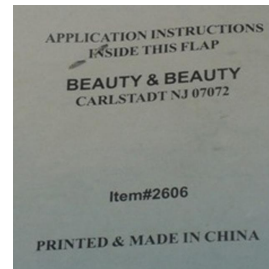 APPLICATION INSTRUCTIONS
INSIDE THIS FLAP
BEAUTY & BEAUTY
CARLSTADT NJ 07072
Item#2606
PRINTED & MADE IN CHINA